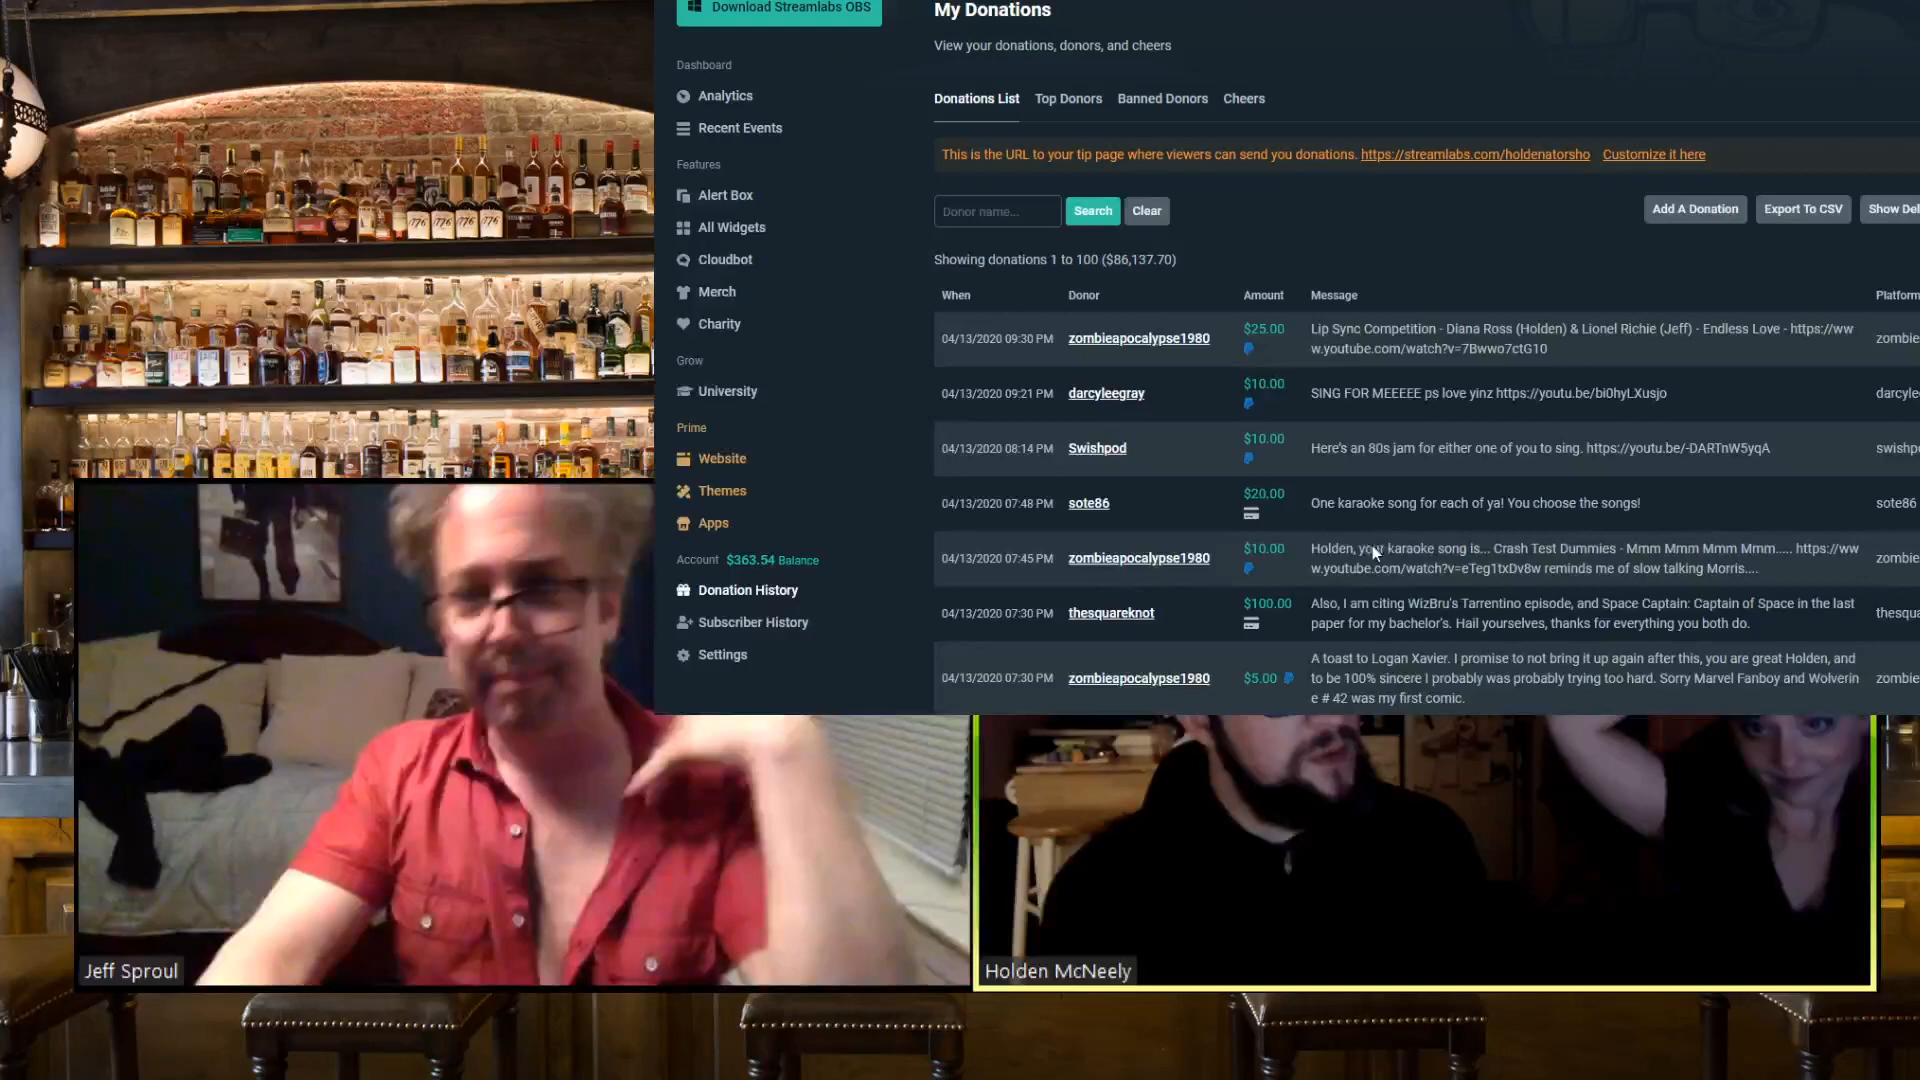 Download Streamlabs OBS
Dashboard
Analytics
Recent Events
Features
Alert Box
All Widgets
Cloudbot
Merch
Charity
Grow
University
Prime
Website
Themes
Apps
Account $363.54 Balance
Donation History
Subscriber History
Settings
My Donations
View your donations, donors, and cheers
Donations List Top Donors Banned Donors Cheers
This is the URL to your tip page where viewers can send you donations. https://streamlabs.com/holdenatorsho Customize it here
Donor name... Search Clear Add A Donation Export To CSV Show Del
Showing donations 1 to 100 ($86,137.70)
When Donor Amount Message Platform
04/13/2020 09:30 PM zombieapocalypse1980 $25.00 Lip Sync Competition - Diana Ross (Holden) & Lionel Richie (Jeff) - Endless Love - https://ww zombie
w.youtube.com/watch?v=7Bwwo7ctG10
04/13/2020 09:21 PM darcyleegray $10.00 SING FOR MEEEEE ps love yinz https://youtu.be/bi0hyLXusjo darcyle
04/13/2020 08:14 PM Swishpod $10.00 Here's an 80s jam for either one of you to sing. https://youtu.be/-DARTnW5yqA swishp
04/13/2020 07:48 PM sote86 $20.00 One karaoke song for each of ya! You choose the songs! sote86
04/13/2020 07:45 PM zombieapocalypse1980 $10.00 Holden, your karaoke song is... Crash Test Dummies - Mmm Mmm Mmm Mmm..... https://ww zombie
w.youtube.com/watch?v=eTeg1txDv8w reminds me of slow talking Morris....
04/13/2020 07:30 PM thesquareknot $100.00 Also, I am citing WizBru's Tarrentino episode, and Space Captain: Captain of Space in the last thesqua
paper for my bachelor's. Hail yourselves, thanks for everything you both do.
04/13/2020 07:30 PM zombieapocalypse1980 $5.00 A toast to Logan Xavier. I promise to not bring it up again after this, you are great Holden, and zombie
to be 100% sincere I probably was probably trying too hard. Sorry Marvel Fanboy and Wolverin
e # 42 was my first comic.
1776 1776 1776 1776
Jeff Sproul
Holden McNeely